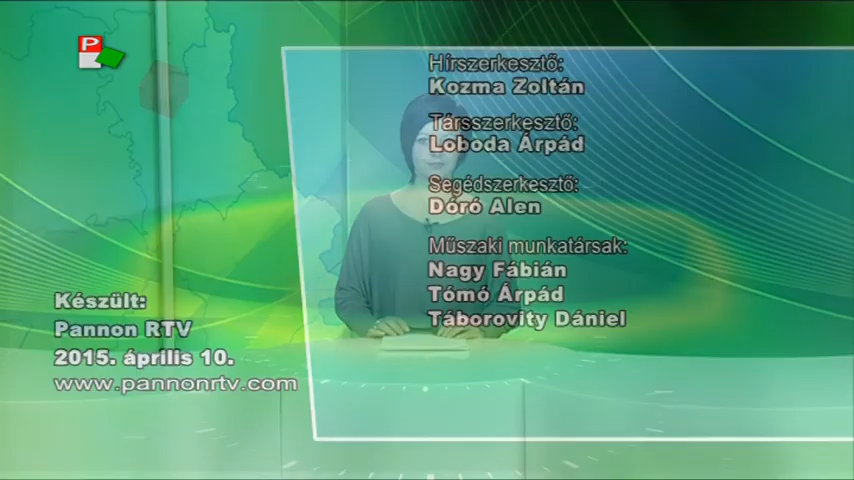 P
Hírszerkesztő:
Kozma Zoltán
Társszerkesztő:
Loboda Árpád
Segédszerkesztő:
Dóró Alen
Műszaki munkatársak:
Nagy Fábián
Tómó Árpád
Táborovity Dániel
Készült:
Pannon RTV
2015. április 10.
www.pannonrtv.com